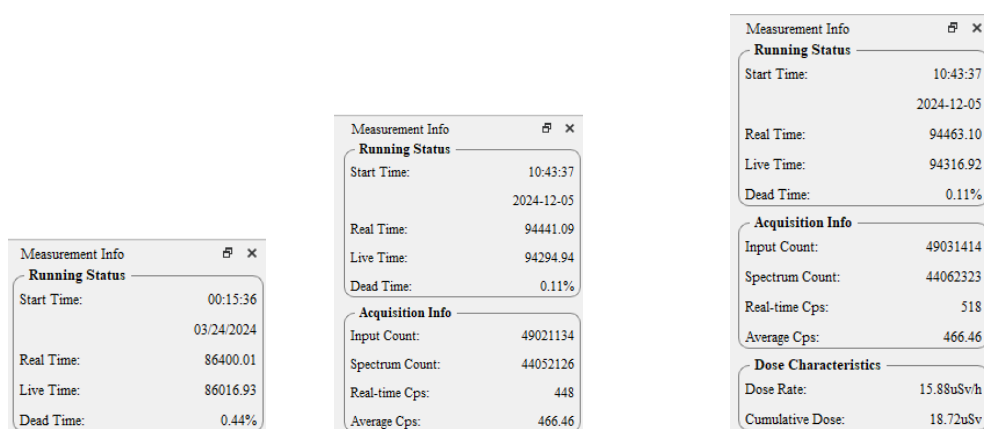 Measurement Info
Running Status
Start Time: 00:15:36
03/24/2024
Real Time: 86400.01
Live Time: 86016.93
Dead Time: 0.44%
Measurement Info
Running Status
Start Time: 10:43:37
2024-12-05
Real Time: 94441.09
Live Time: 94294.94
Dead Time: 0.11%
Acquisition Info
Input Count: 49021134
Spectrum Count: 44052126
Real-time Cps: 448
Average Cps: 466.46
Measurement Info
Running Status
Start Time: 10:43:37
2024-12-05
Real Time: 94463.10
Live Time: 94316.92
Dead Time: 0.11%
Acquisition Info
Input Count: 49031414
Spectrum Count: 44062323
Real-time Cps: 518
Average Cps: 466.46
Dose Characteristics
Dose Rate: 15.88uSv/h
Cumulative Dose: 18.72uSv